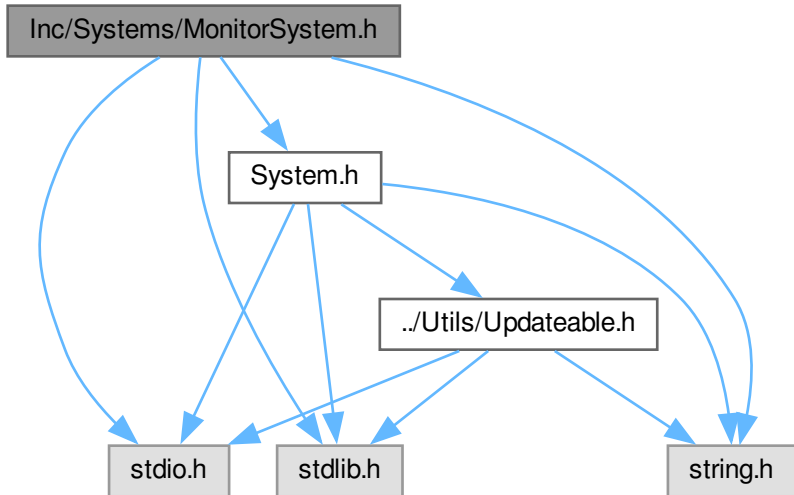 Inc/Systems/MonitorSystem.h
System.h
../Utils/Updateable.h
stdio.h
stdlib.h
string.h